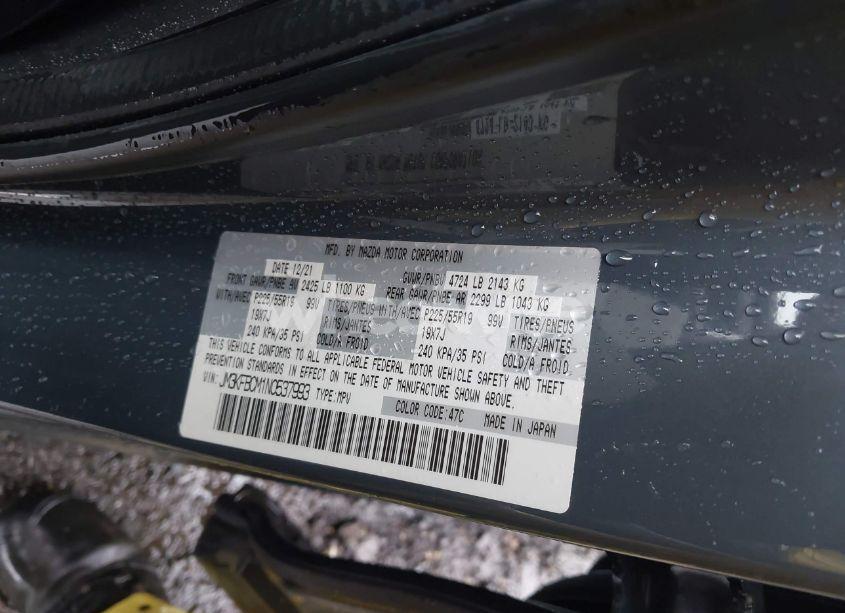 MFD. BY MAZDA MOTOR CORPORATION
DATE 12/21 GVWR/PNBV 4724 LB 2143 KG
FRONT GAWR/PNBE AV 2425 LB 1100 KG REAR GAWR/PNBE AR 2299 LB 1043 KG
WITH/AVEC P225/55R19 99V TIRES/PNEUS WITH/AVEC P225/55R19 99V TIRES/PNEUS
19X7J RIMS/JANTES 19X7J RIMS/JANTES
240 KPA/35 PSI COLD/A FROID 240 KPA/35 PSI COLD/A FROID
THIS VEHICLE CONFORMS TO ALL APPLICABLE FEDERAL MOTOR VEHICLE SAFETY AND THEFT
PREVENTION STANDARDS IN EFFECT ON THE DATE OF MANUFACTURE SHOWN ABOVE.
VIN: JM3KFBCM1N0537993 TYPE:MPV
COLOR CODE:47C MADE IN JAPAN